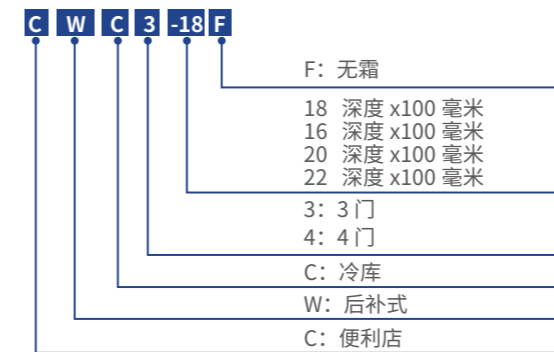 C W C 3 -18 F
F：无霜
18 深度 x100 毫米
16 深度 x100 毫米
20 深度 x100 毫米
22 深度 x100 毫米
3：3 门
4：4 门
C：冷库
W：后补式
C：便利店